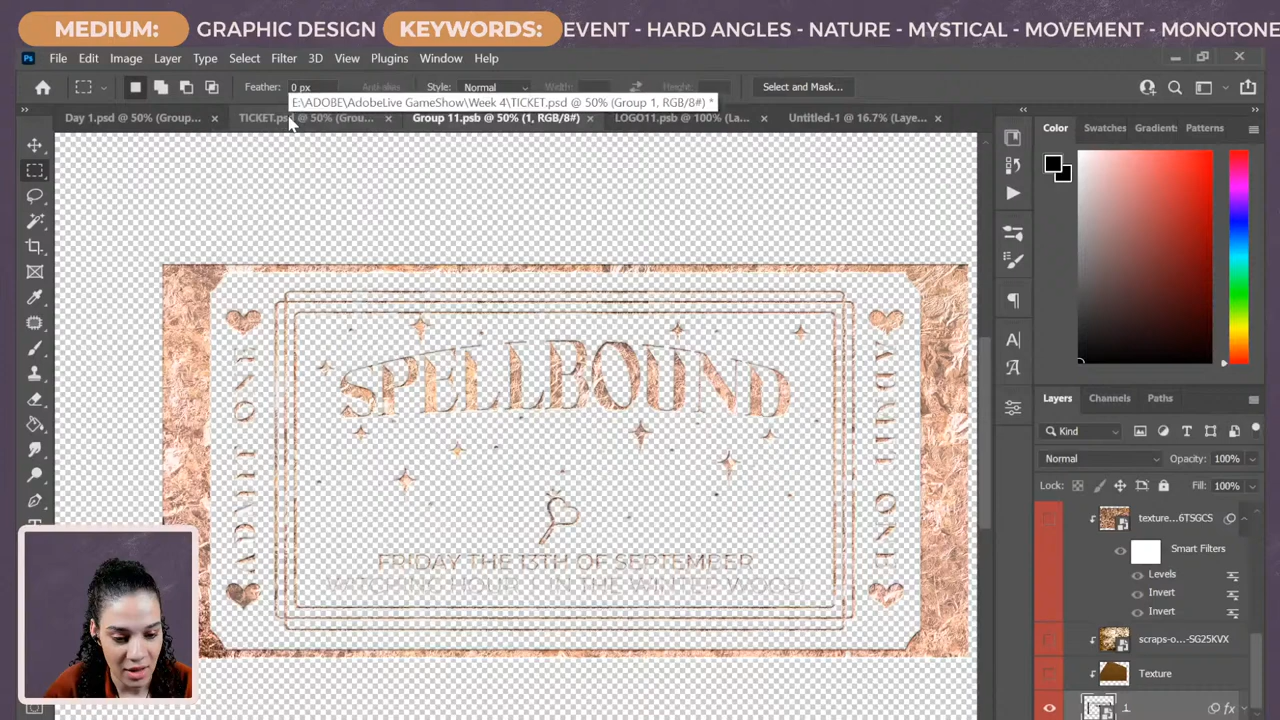 MEDIUM: GRAPHIC DESIGN KEYWORDS: EVENT - HARD ANGLES - NATURE - MYSTICAL - MOVEMENT - MONOTONE
Ps File Edit Image Layer Type Select Filter 3D View Plugins Window Help
Feather: 0 px Anti-alias Style: Normal Width: Height: Select and Mask...
E:\ADOBE\AdobeLive GameShow\Week 4\TICKET.psd @ 50% (Group 1, RGB/8#) *
Day 1.psd @ 50% (Group... × TICKET.psd @ 50% (Grou... × Group 11.psb @ 50% (1, RGB/8#) × LOGO11.psb @ 100% (La... × Untitled-1 @ 16.7% (Laye... ×
Color Swatches Gradient: Patterns
SPELLBOUND
ADULT ONE
FRIDAY THE 13TH OF SEPTEMBER
Layers Channels Paths
Kind
Normal Opacity: 100%
Lock: Fill: 100%
texture...6TSGCS
Smart Filters
Levels
Invert
Invert
scraps-o...-SG25KVX
Texture
1 fx